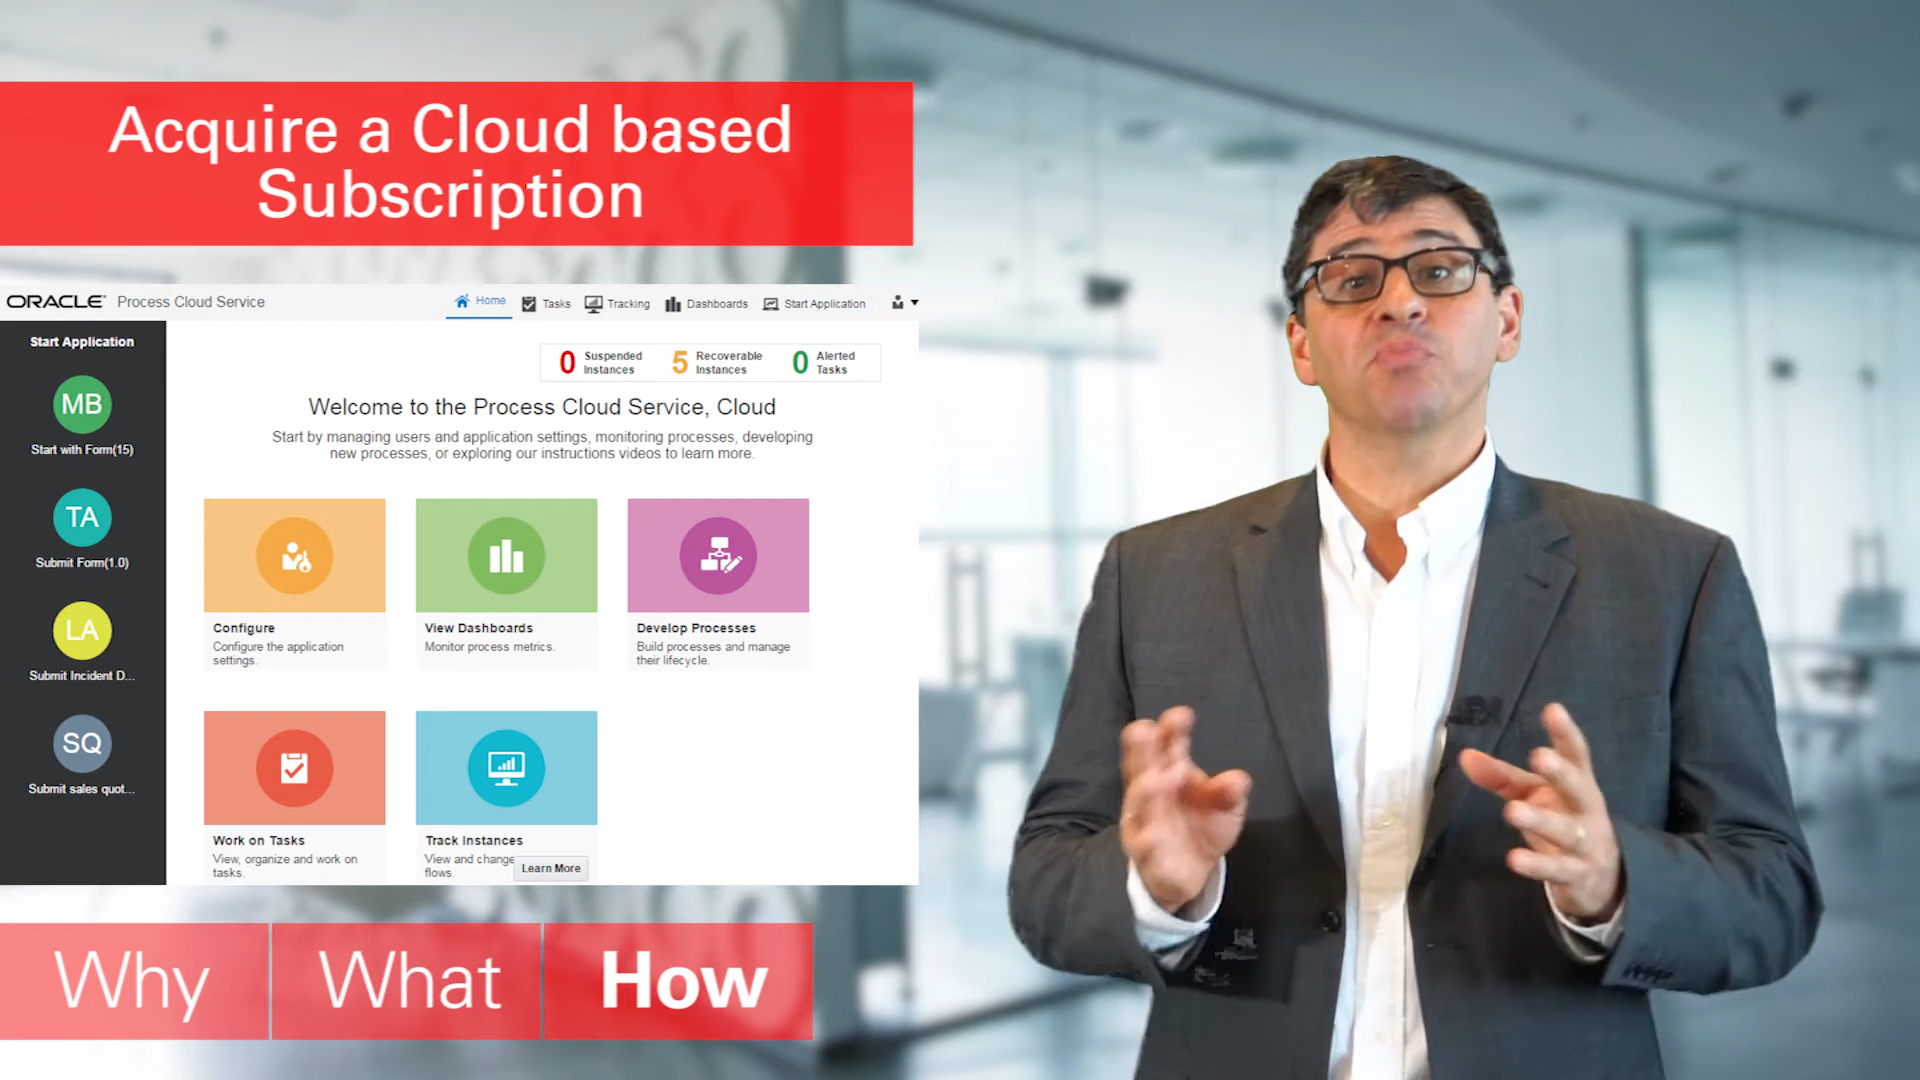 Acquire a Cloud based
Subscription
ORACLE® Process Cloud Service
Home
Tasks
Tracking
Dashboards
Start Application
Start Application
MB
Start with Form(15)
TA
Submit Form(1.0)
LA
Submit Incident D...
SQ
Submit sales quot...
0 Suspended
Instances
5 Recoverable
Instances
0 Alerted
Tasks
Welcome to the Process Cloud Service, Cloud
Start by managing users and application settings, monitoring processes, developing
new processes, or exploring our instructions videos to learn more.
Configure
Configure the application
settings.
View Dashboards
Monitor process metrics.
Develop Processes
Build processes and manage
their lifecycle.
Work on Tasks
View, organize and work on
tasks.
Track Instances
View and change
flows.
Learn More
Why
What
How